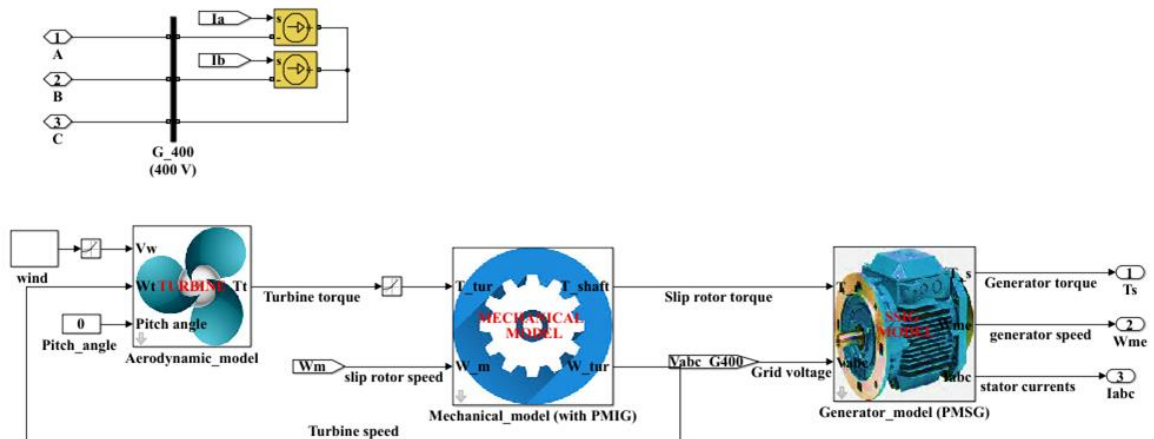 Ia
s
-
+
1
A
Ib
s
-
+
2
B
3
C
G_400
(400 V)
wind
Vw
Wt
TURBINE
Tt
Pitch angle
0
Pitch_angle
Aerodynamic_model
Turbine torque
T_tur
T_shaft
MECHANICAL
MODEL
W_m
W_tur
Wm
slip rotor speed
Mechanical_model (with PMIG)
Turbine speed
Slip rotor torque
Vabc_G400
Grid voltage
T_s
MODEL
Wme
Vabc
Iabc
Generator_model (PMSG)
Generator torque
1
Ts
generator speed
2
Wme
stator currents
3
Iabc